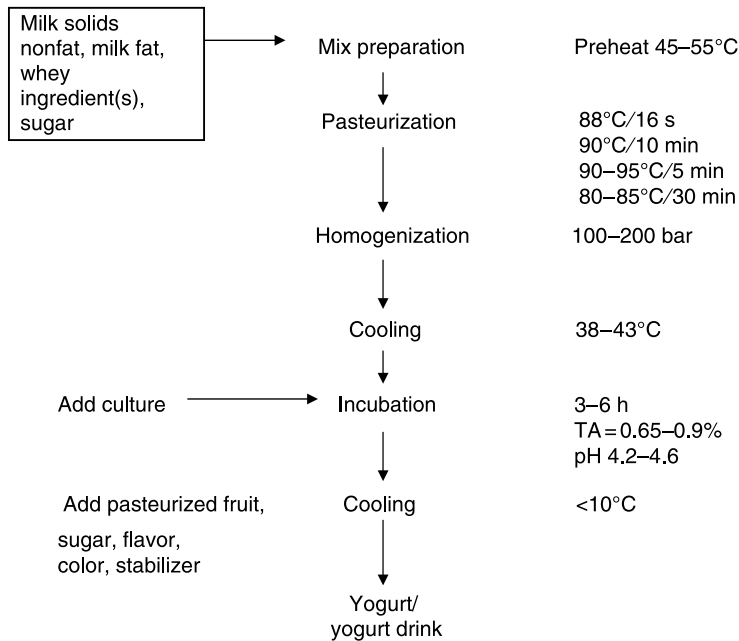 Milk solids
nonfat, milk fat,
whey
ingredient(s),
sugar
Mix preparation
Preheat 45–55°C
Pasteurization
88°C/16 s
90°C/10 min
90–95°C/5 min
80–85°C/30 min
Homogenization
100–200 bar
Cooling
38–43°C
Add culture
Incubation
3–6 h
TA=0.65–0.9%
pH 4.2–4.6
Add pasteurized fruit,
sugar, flavor,
color, stabilizer
Cooling
<10°C
Yogurt/
yogurt drink